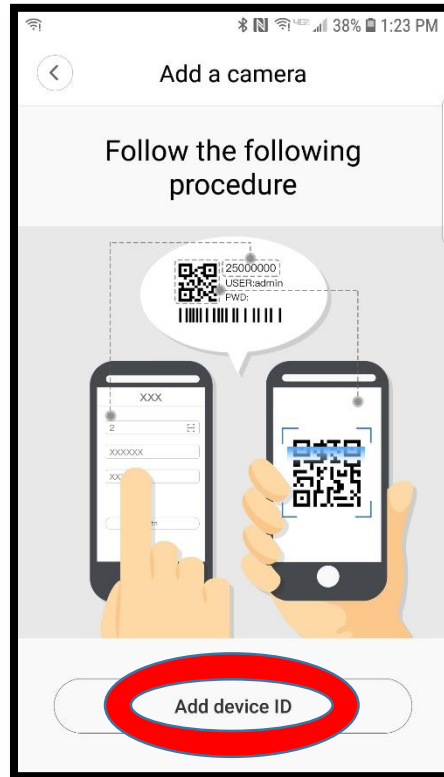 38% 1:23 PM
Add a camera
Follow the following
procedure
25000000
USER:admin
PWD:
XXX
2
xxxxxx
Add device ID